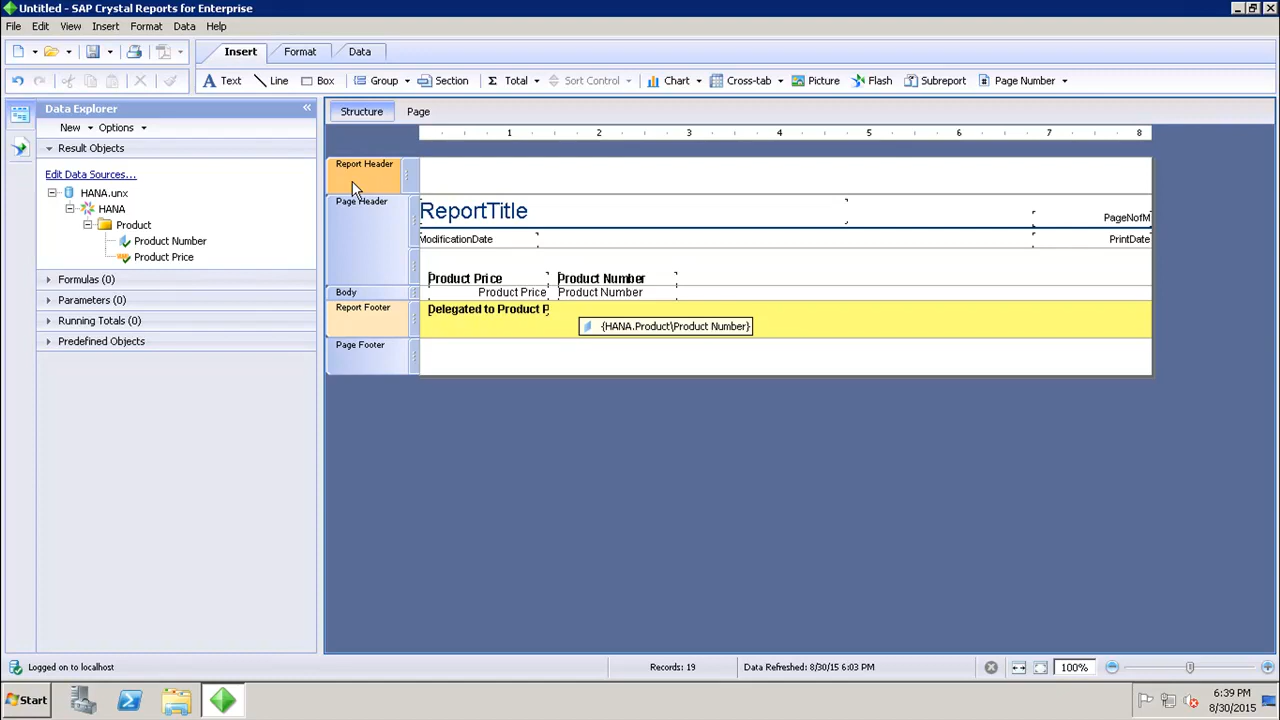 Untitled - SAP Crystal Reports for Enterprise
File Edit View Insert Format Data Help
Insert Format Data
Text Line Box Group Section Σ Total Sort Control Chart Cross-tab Picture Flash Subreport Page Number
Data Explorer
New Options
Result Objects
Edit Data Sources...
HANA.unx
HANA
Product
Product Number
Product Price
Formulas (0)
Parameters (0)
Running Totals (0)
Predefined Objects
Structure Page
1 2 3 4 5 6 7 8
Report Header
Page Header
ReportTitle
PageNofM
ModificationDate
PrintDate
Product Price Product Number
Body
Product Price Product Number
Report Footer
Delegated to Product P
{HANA.Product\Product Number}
Page Footer
Logged on to localhost
Records: 19
Data Refreshed: 8/30/15 6:03 PM
100%
Start
6:39 PM
8/30/2015